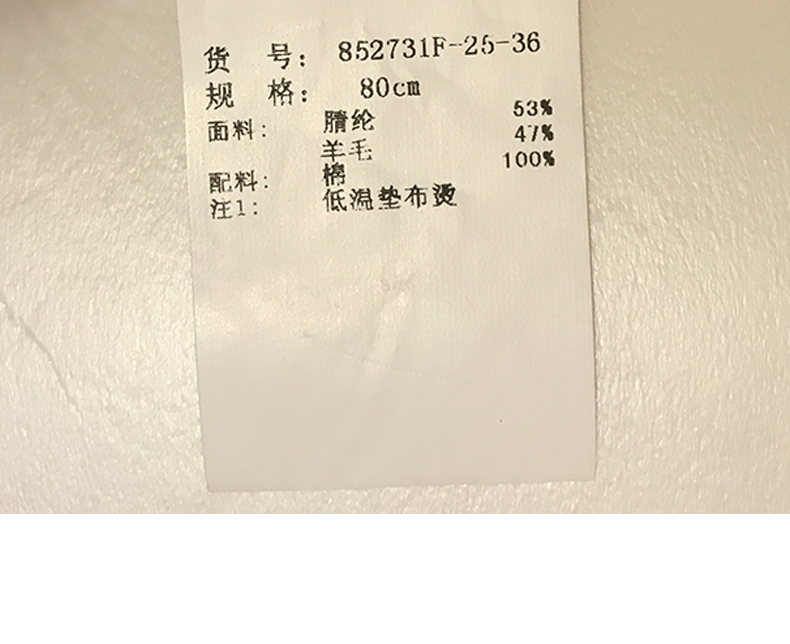 货 号: 852731F-25-36
规 格: 80cm
面料: 腈纶 53%
羊毛 47%
配料: 棉 100%
注1: 低温垫布烫